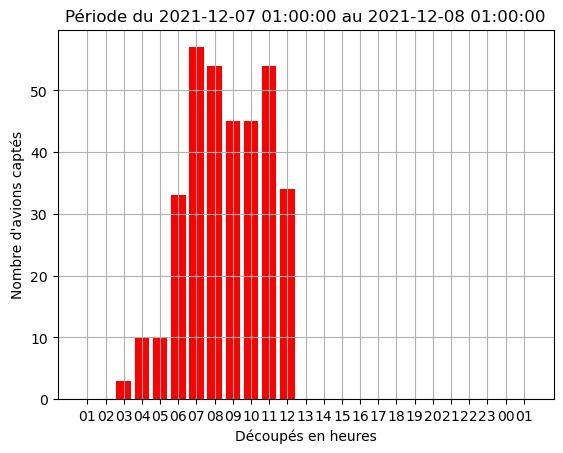 Période du 2021-12-07 01:00:00 au 2021-12-08 01:00:00
Nombre d'avions captés
50
40
30
20
10
0
01 02 03 04 05 06 07 08 09 10 11 12 13 14 15 16 17 18 19 20 21 22 23 00 01
Découpés en heures